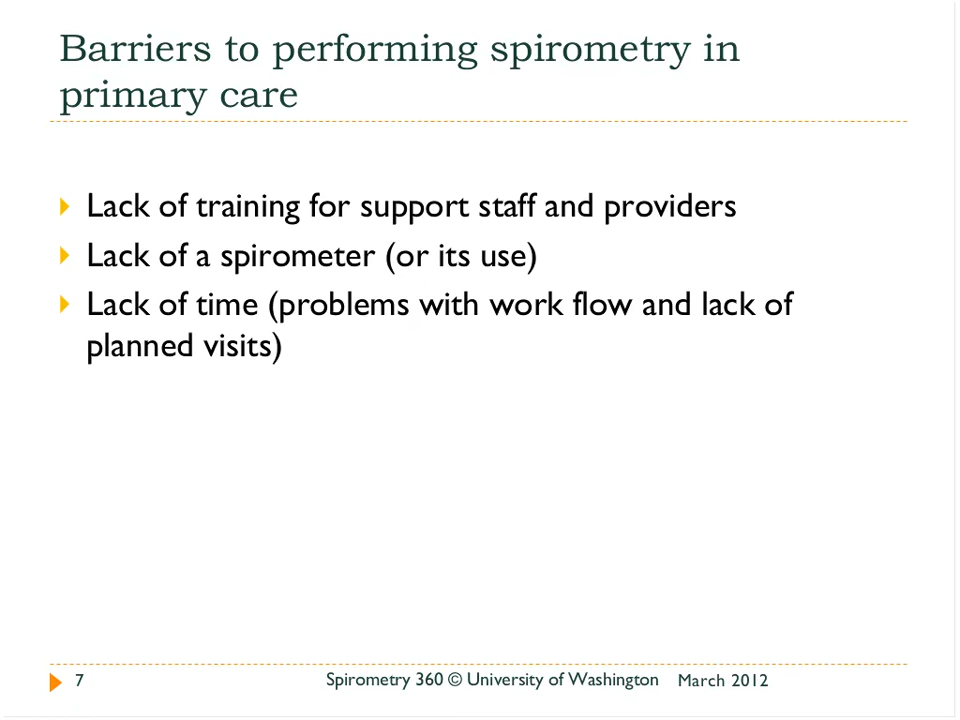 Barriers to performing spirometry in
primary care
Lack of training for support staff and providers
Lack of a spirometer (or its use)
Lack of time (problems with work flow and lack of
planned visits)
7
Spirometry 360 © University of Washington
March 2012